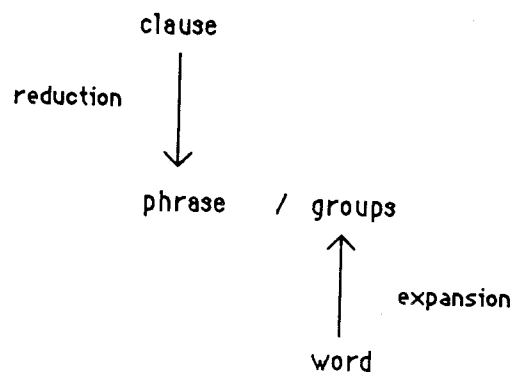 clause
reduction
phrase / groups
expansion
word